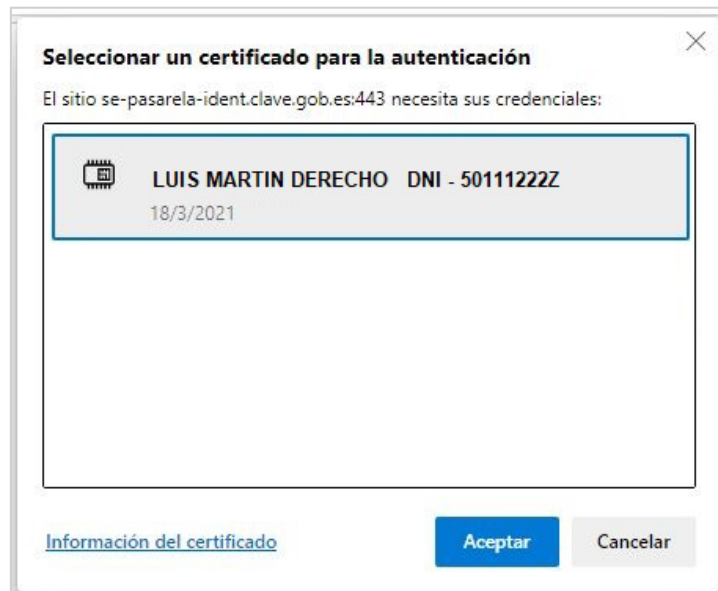 Seleccionar un certificado para la autenticación
El sitio se-pasarela-ident.clave.gob.es:443 necesita sus credenciales:
LUIS MARTIN DERECHO DNI - 50111222Z
18/3/2021
Información del certificado
Aceptar
Cancelar